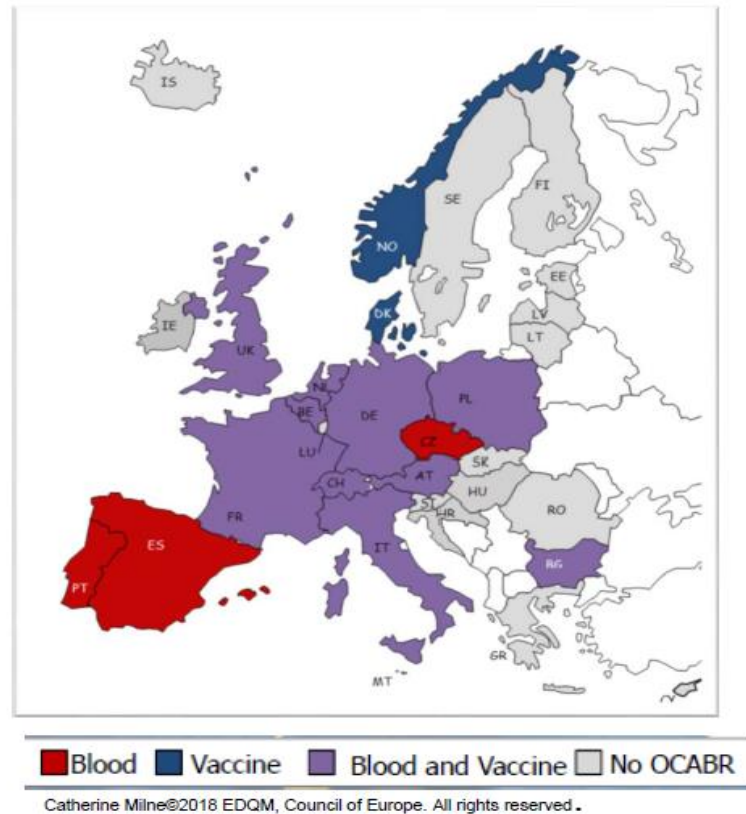 IS
SE
FI
NO
EE
LV
LT
DK
IE
UK
NL
BE
DE
PL
LU
CZ
SK
CH
AT
HU
FR
HR
RO
IT
BG
ES
PT
GR
MT
Blood Vaccine Blood and Vaccine No OCABR
Catherine Milne©2018 EDQM, Council of Europe. All rights reserved.